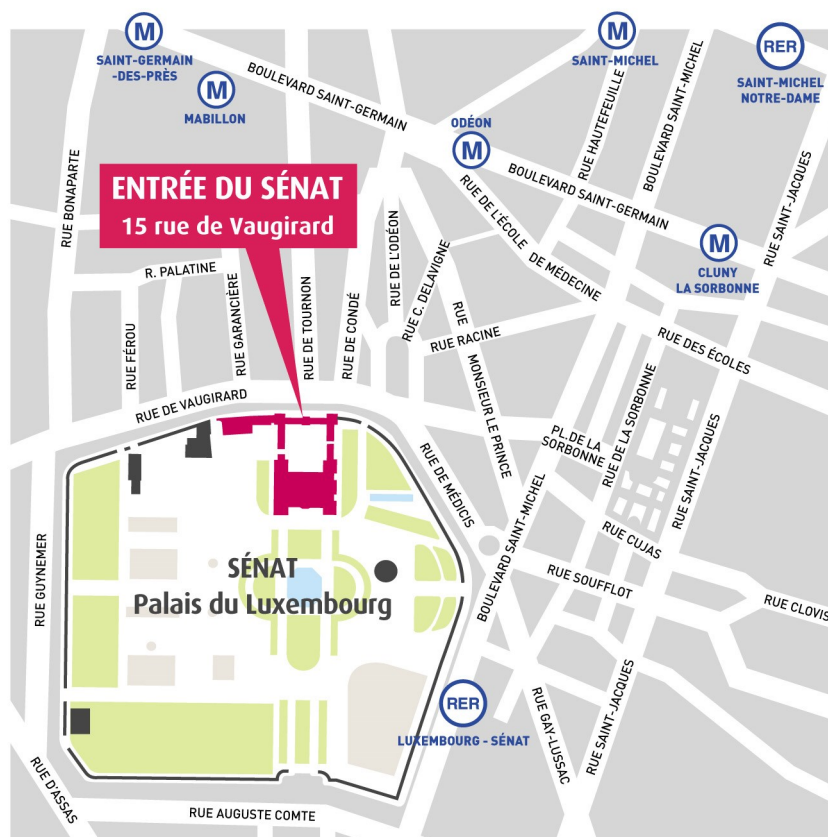 M
SAINT-GERMAIN
-DES-PRÈS
M
MABILLON
BOULEVARD SAINT-GERMAIN
M
SAINT-MICHEL
RER
SAINT-MICHEL
NOTRE-DAME
RUE HAUTEFEUILLE
BOULEVARD SAINT-MICHEL
ODÉON
M
BOULEVARD SAINT-GERMAIN
RUE SAINT-JACQUES
M
CLUNY
LA SORBONNE
RUE BONAPARTE
ENTRÉE DU SÉNAT
15 rue de Vaugirard
RUE DE L'ÉCOLE DE MÉDECINE
R. PALATINE
RUE GARANCIÈRE
RUE DE TOURNON
RUE DE CONDÉ
RUE DE L'ODÉON
RUE C. DELAVIGNE
RUE MONSIEUR LE PRINCE
RUE RACINE
RUE DES ÉCOLES
RUE FÉROU
RUE DE VAUGIRARD
PL.DE LA
SORBONNE
RUE DE LA SORBONNE
RUE SAINT-JACQUES
RUE DE MÉDICIS
BOULEVARD SAINT-MICHEL
RUE CUJAS
RUE SOUFFLOT
RUE CLOVIS
RUE GUYNEMER
SÉNAT
Palais du Luxembourg
RER
LUXEMBOURG - SÉNAT
RUE GAY-LUSSAC
RUE SAINT-JACQUES
RUE D'ASSAS
RUE AUGUSTE COMTE